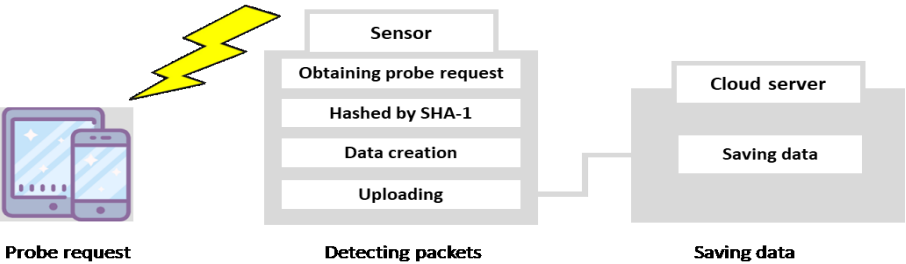 Sensor
Obtaining probe request
Hashed by SHA-1
Data creation
Uploading
Cloud server
Saving data
Probe request
Detecting packets
Saving data